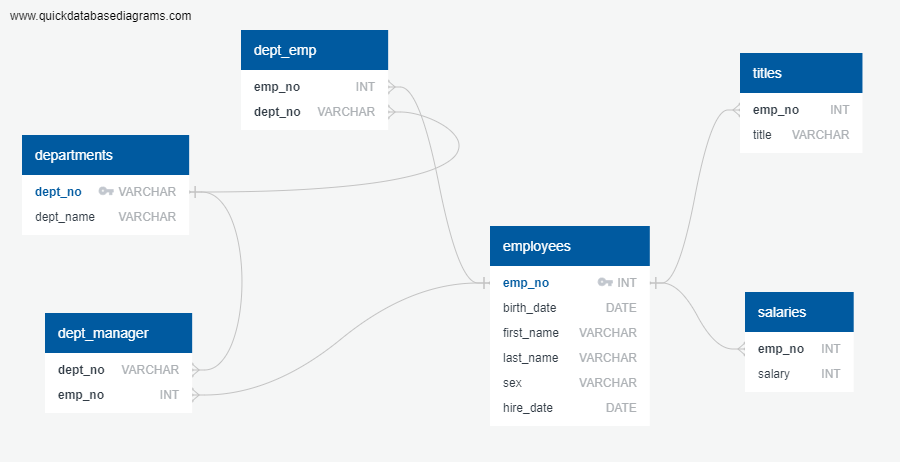 www.quickdatabasediagrams.com
dept_emp
emp_no INT
dept_no VARCHAR
titles
emp_no INT
title VARCHAR
departments
dept_no VARCHAR
dept_name VARCHAR
employees
emp_no INT
birth_date DATE
first_name VARCHAR
last_name VARCHAR
sex VARCHAR
hire_date DATE
salaries
emp_no INT
salary INT
dept_manager
dept_no VARCHAR
emp_no INT